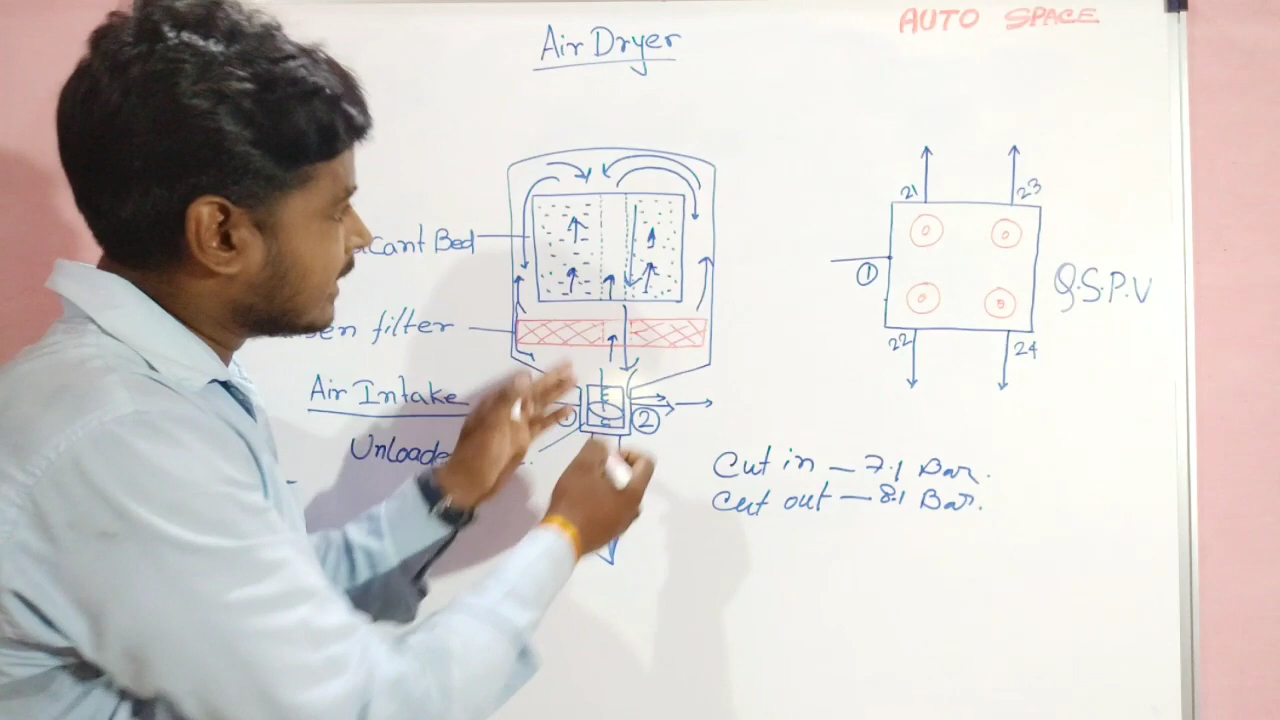 AUTO SPACE
Air Dryer
21
23
cant Bed
①
Q.S.P.V
en filter
22
24
Air Intake
②
Unloade
Cut in – 7.1 Bar.
Cut out – 8.1 Bar.